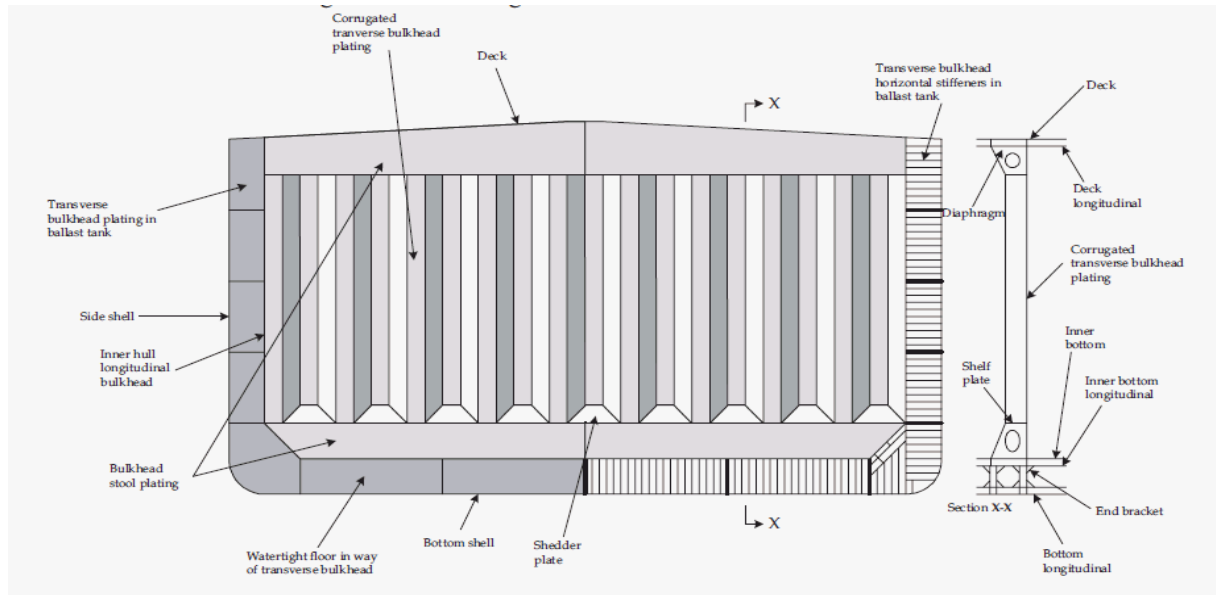 Corrugated
tranverse bulkhead
plating
Deck
Transverse bulkhead
horizontal stiffeners in
ballast tank
X
Deck
Transverse
bulkhead plating in
ballast tank
Diaphragm
Deck
longitudinal
Corrugated
transverse bulkhead
plating
Side shell
Inner hull
longitudinal
bulkhead
Inner
bottom
Shelf
plate
Inner bottom
longitudinal
Bulkhead
stool plating
Section X-X
End bracket
X
Watertight floor in way
of transverse bulkhead
Bottom shell
Shedder
plate
Bottom
longitudinal